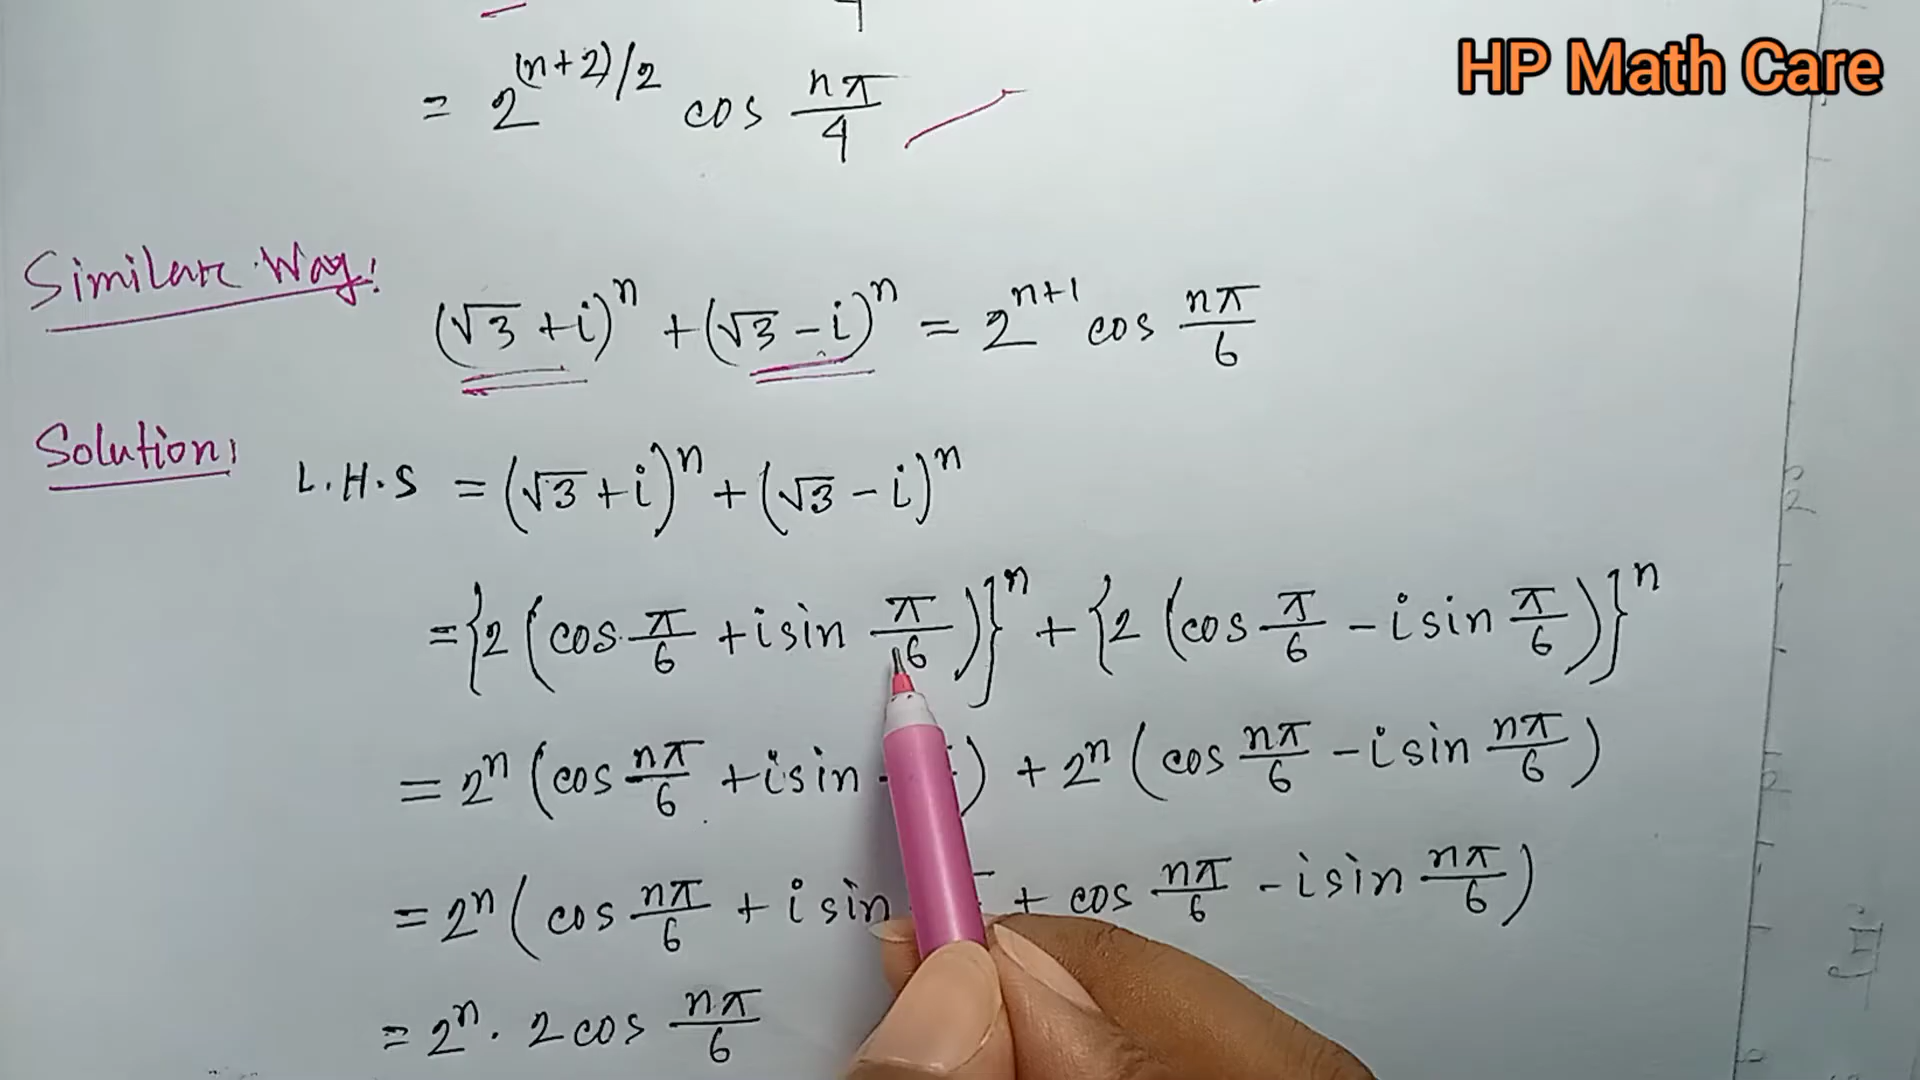 HP Math Care
= 2^{(n+2)/2} cos nπ/4
Similar Way:
(√3 + i)^n + (√3 - i)^n = 2^{n+1} cos nπ/6
Solution:
L.H.S = (√3 + i)^n + (√3 - i)^n
= {2 (cos π/6 + i sin π/6)}^n + {2 (cos π/6 - i sin π/6)}^n
= 2^n (cos nπ/6 + i sin ) + 2^n (cos nπ/6 - i sin nπ/6)
= 2^n (cos nπ/6 + i sin + cos nπ/6 - i sin nπ/6)
= 2^n . 2 cos nπ/6